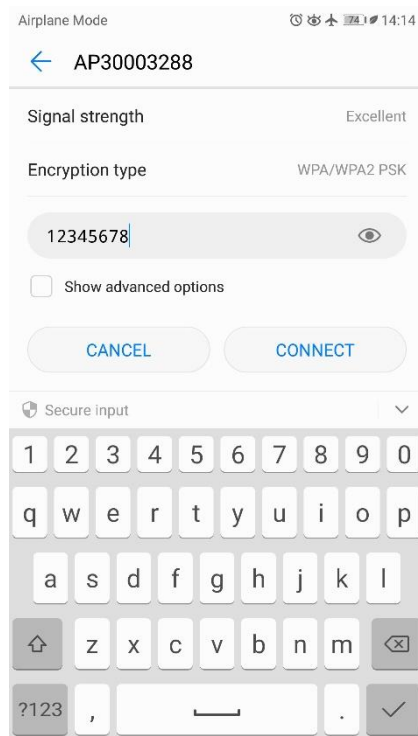 Airplane Mode 74 14:14
AP30003288
Signal strength Excellent
Encryption type WPA/WPA2 PSK
12345678
Show advanced options
CANCEL CONNECT
Secure input
1 2 3 4 5 6 7 8 9 0
q w e r t y u i o p
a s d f g h j k l
z x c v b n m
?123 , .